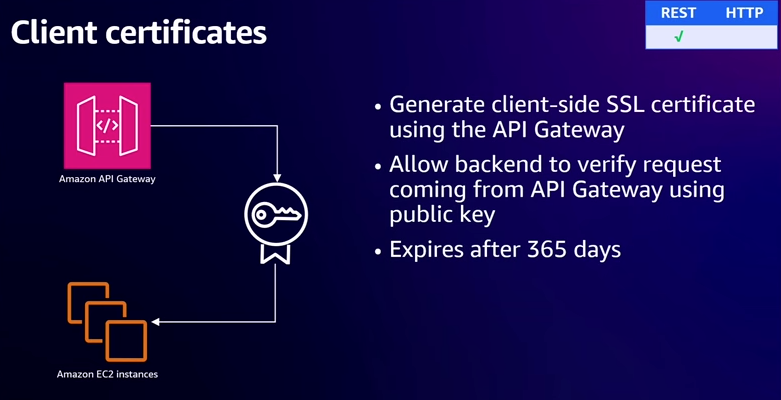 Client certificates
REST HTTP
√
Amazon API Gateway
</>
Amazon EC2 instances
• Generate client-side SSL certificate
using the API Gateway
• Allow backend to verify request
coming from API Gateway using
public key
• Expires after 365 days